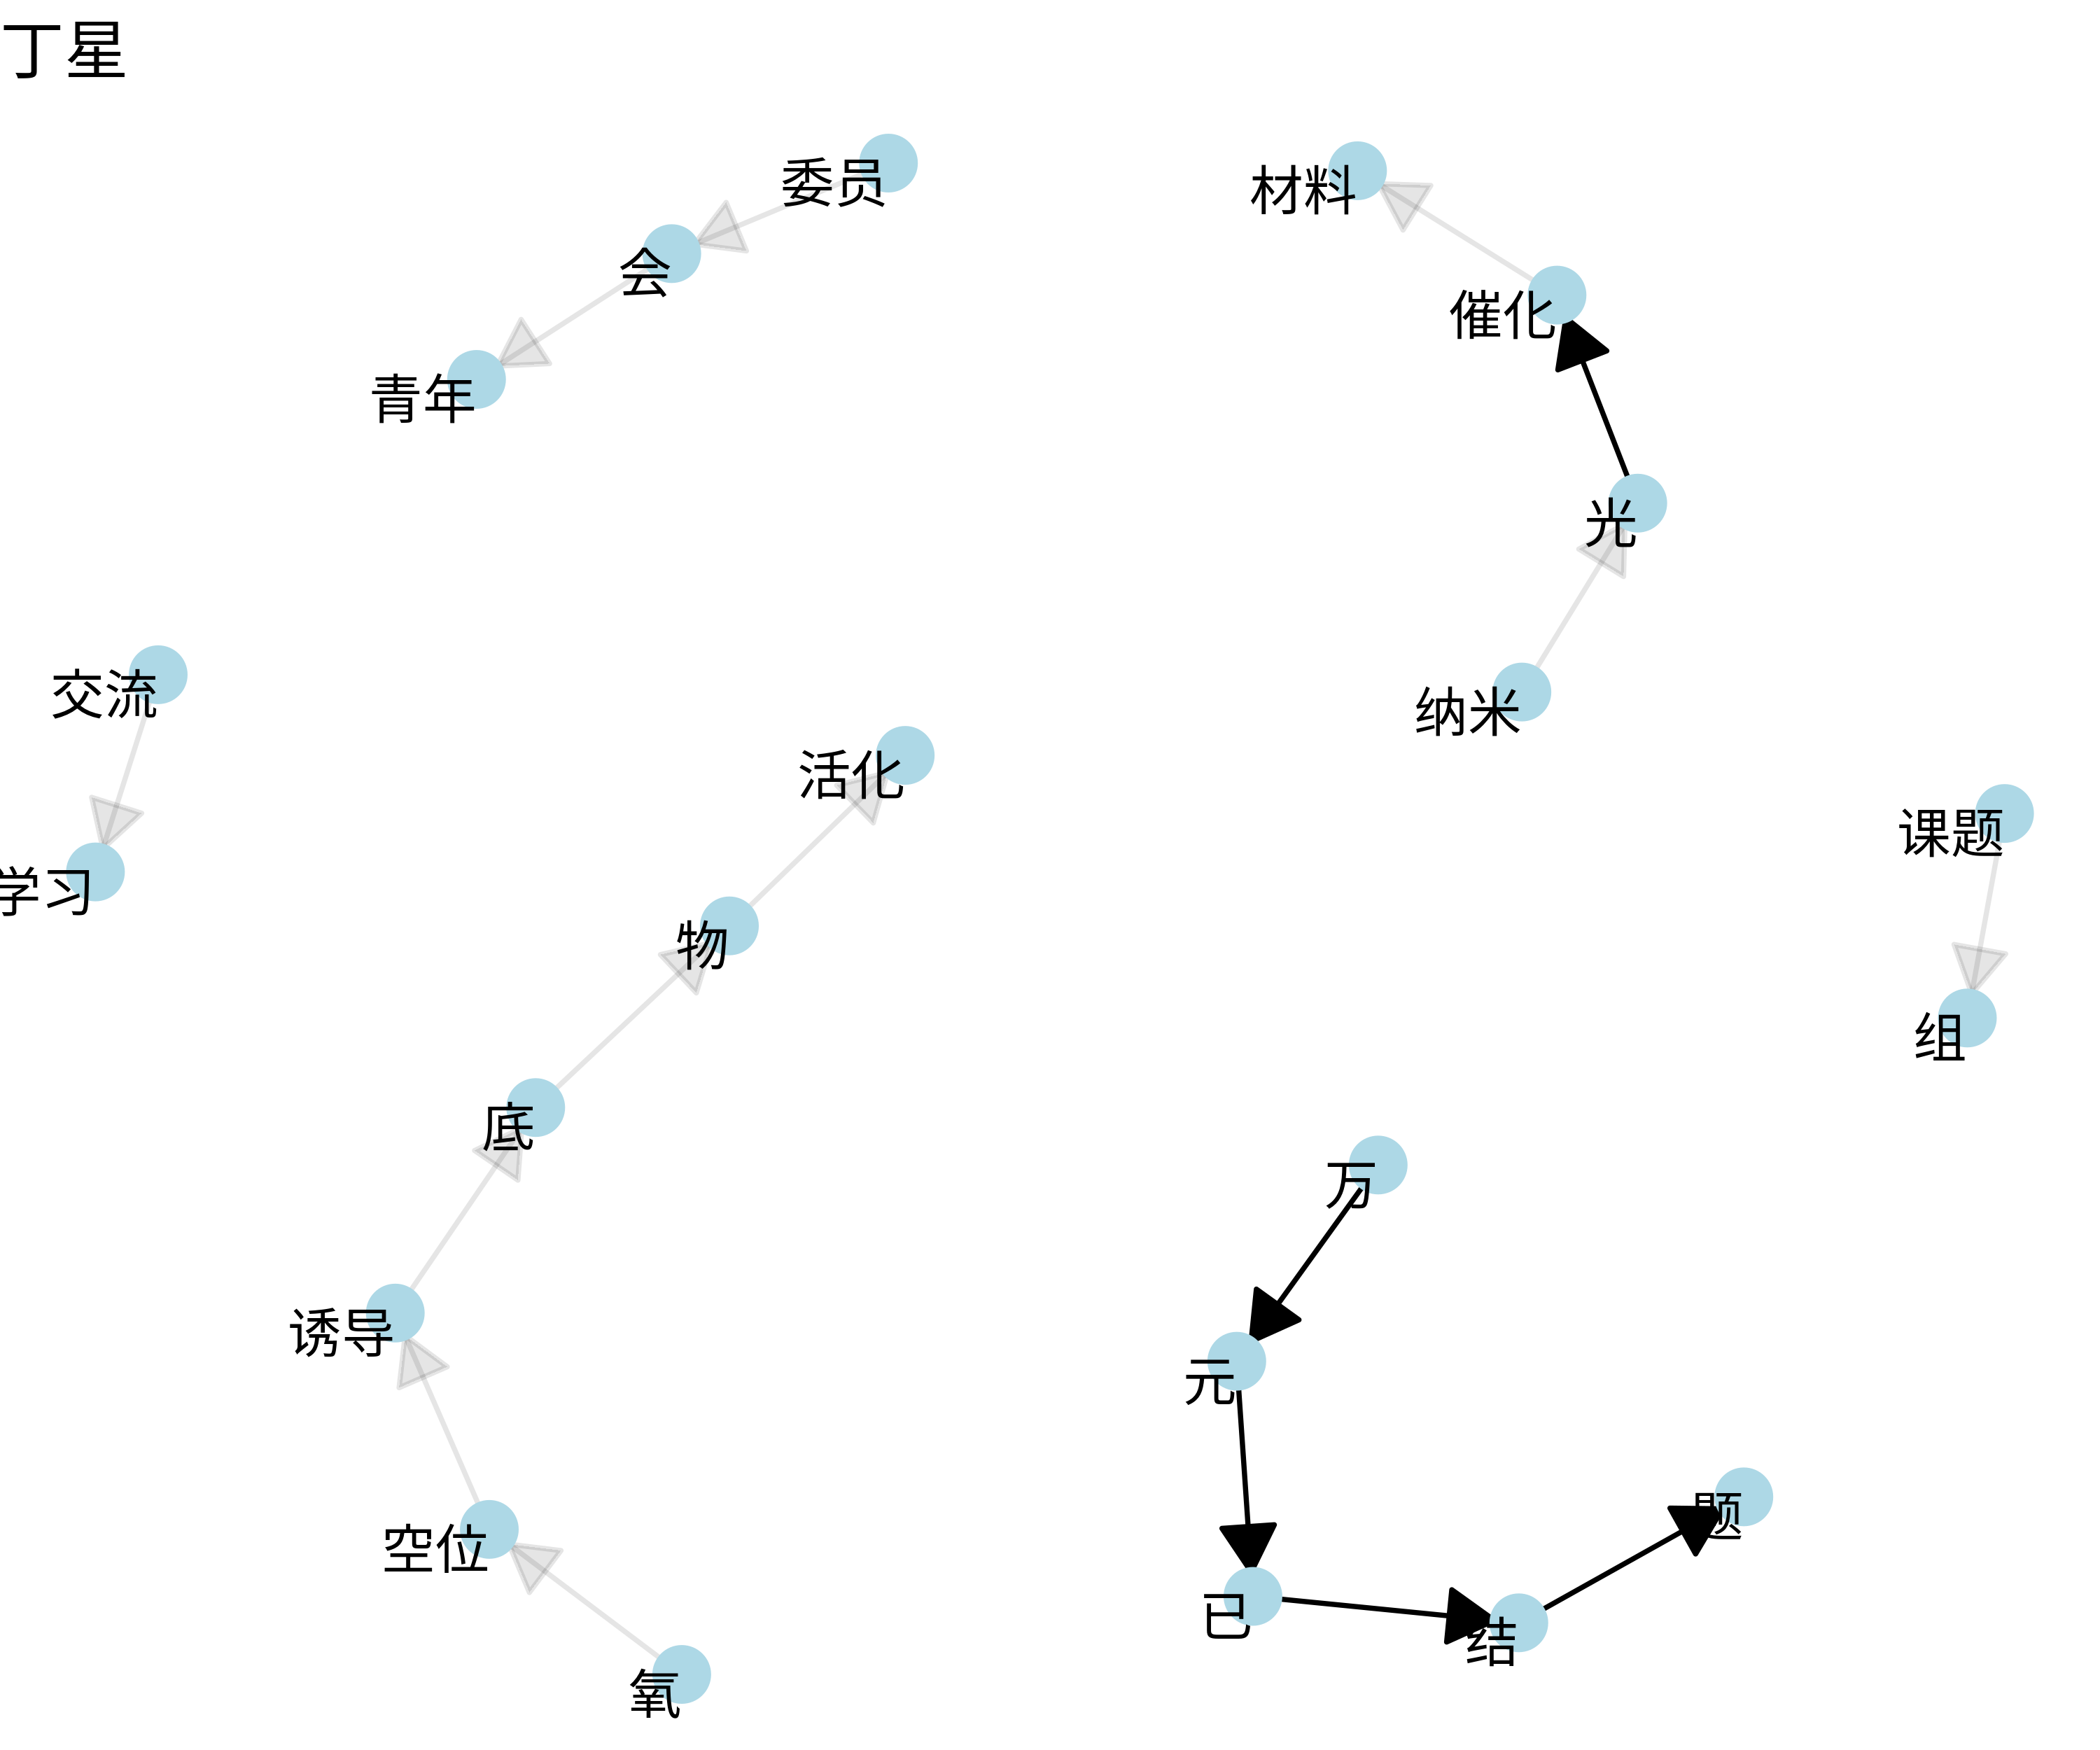 丁星
委员
材料
会
催化
青年
光
交流
纳米
活化
课题
学习
物
组
底
万
诱导
元
题
空位
已
结
氧